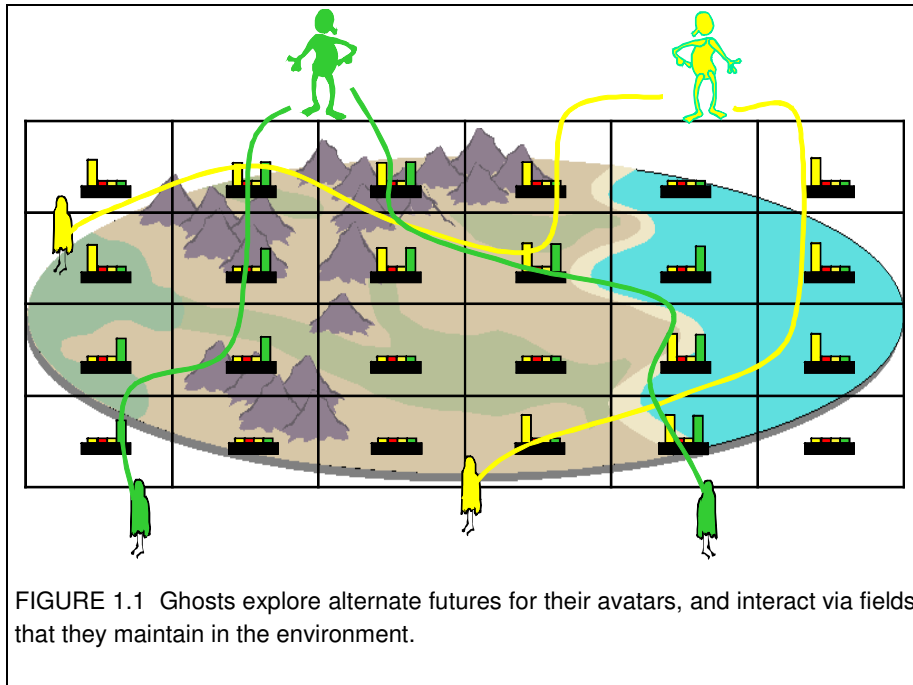 FIGURE 1.1  Ghosts explore alternate futures for their avatars, and interact via fields
that they maintain in the environment.